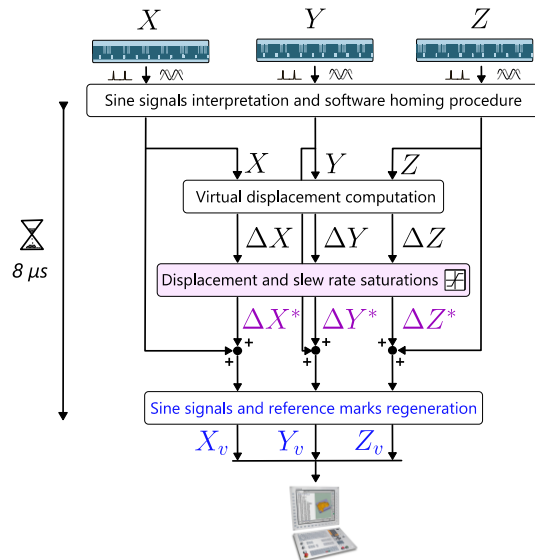 X Y Z
Sine signals interpretation and software homing procedure
X Y Z
Virtual displacement computation
ΔX ΔY ΔZ
8 µs
Displacement and slew rate saturations
ΔX* ΔY* ΔZ*
+ + +
+ + +
Sine signals and reference marks regeneration
Xᵥ Yᵥ Zᵥ